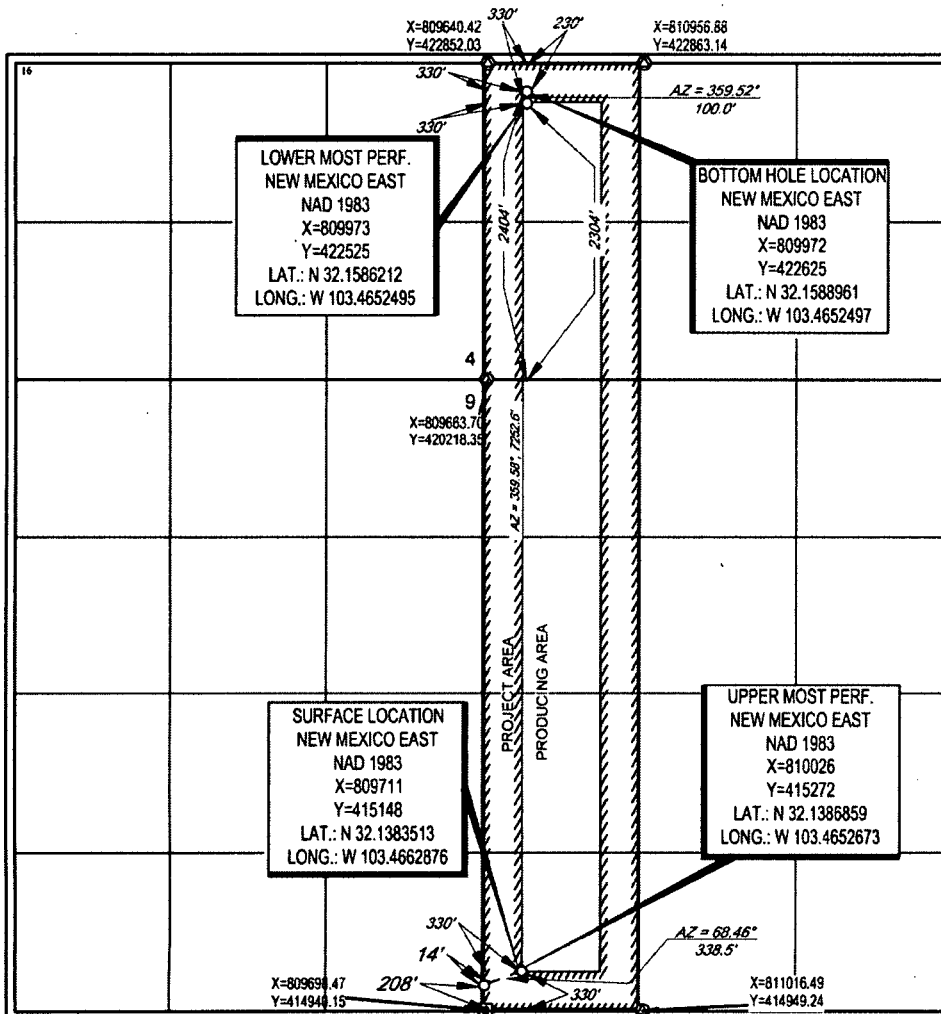 X=809640.42
Y=422852.03
330'
230'
X=810956.88
Y=422863.14
16
330'
330'
AZ = 359.52°
100.0'
LOWER MOST PERF.
NEW MEXICO EAST
NAD 1983
X=809973
Y=422525
LAT.: N 32.1586212
LONG.: W 103.4652495
BOTTOM HOLE LOCATION
NEW MEXICO EAST
NAD 1983
X=809972
Y=422625
LAT.: N 32.1588961
LONG.: W 103.4652497
2404'
2304'
4
9
X=809663.70
Y=420218.35
AZ = 359.58°, 7252.6'
PROJECT AREA
PRODUCING AREA
SURFACE LOCATION
NEW MEXICO EAST
NAD 1983
X=809711
Y=415148
LAT.: N 32.1383513
LONG.: W 103.4662876
UPPER MOST PERF.
NEW MEXICO EAST
NAD 1983
X=810026
Y=415272
LAT.: N 32.1386859
LONG.: W 103.4652673
330'
14'
208'
AZ = 68.46°
338.5'
330'
Y=414940.15
X=811016.49
Y=414949.24